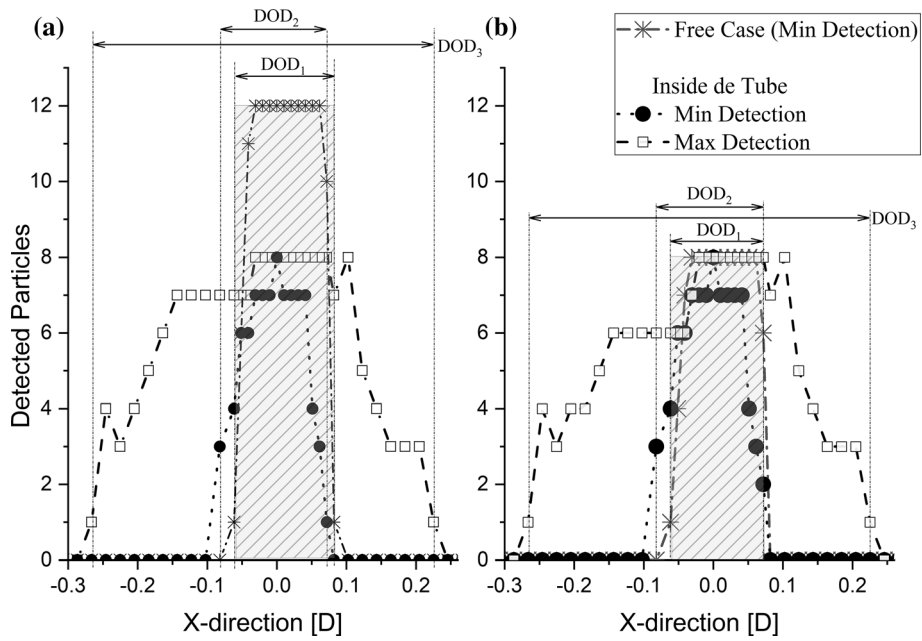 (a)
DOD2
DOD3
DOD1
12
10
8
6
4
2
0
-0.3 -0.2 -0.1 0.0 0.1 0.2
Detected Particles
X-direction [D]
(b)
Free Case (Min Detection)
Inside de Tube
Min Detection
Max Detection
DOD2
DOD3
DOD1
12
10
8
6
4
2
0
-0.3 -0.2 -0.1 0.0 0.1 0.2
X-direction [D]